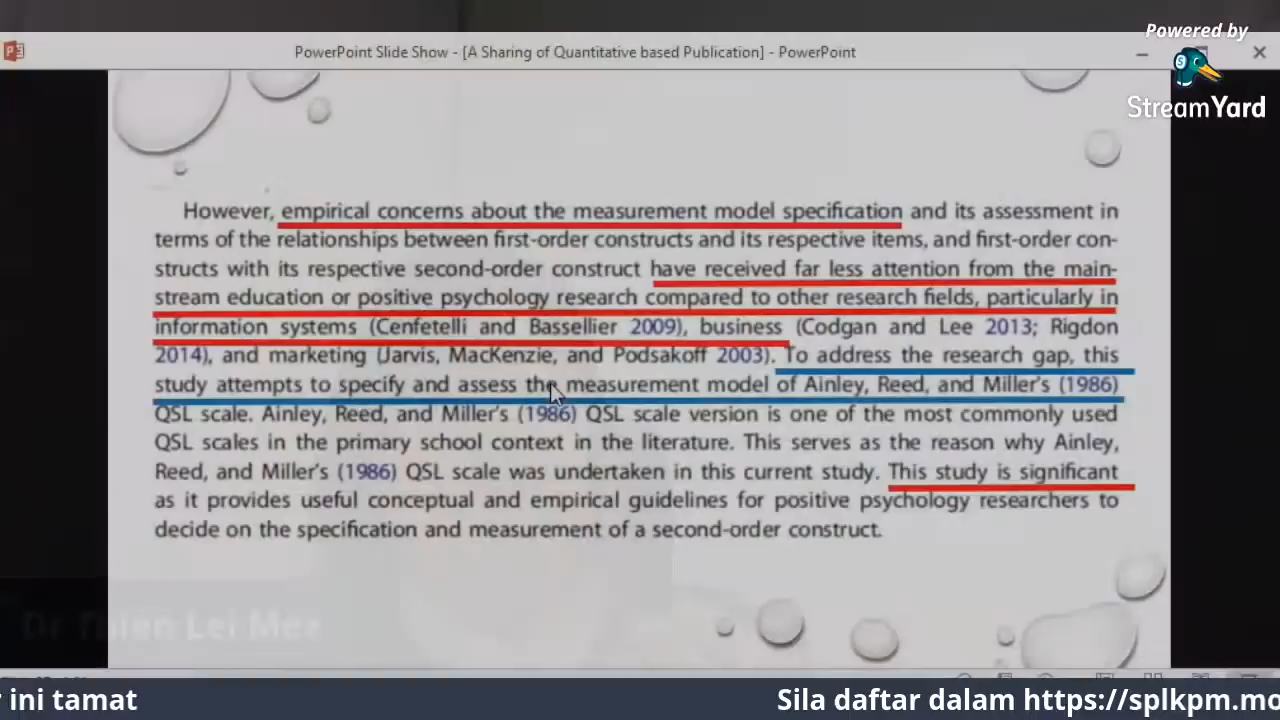 Powered by
StreamYard
PowerPoint Slide Show - [A Sharing of Quantitative based Publication] - PowerPoint
However, empirical concerns about the measurement model specification and its assessment in
terms of the relationships between first-order constructs and its respective items, and first-order con-
structs with its respective second-order construct have received far less attention from the main-
stream education or positive psychology research compared to other research fields, particularly in
information systems (Cenfetelli and Bassellier 2009), business (Codgan and Lee 2013; Rigdon
2014), and marketing (Jarvis, MacKenzie, and Podsakoff 2003). To address the research gap, this
study attempts to specify and assess the measurement model of Ainley, Reed, and Miller's (1986)
QSL scale. Ainley, Reed, and Miller's (1986) QSL scale version is one of the most commonly used
QSL scales in the primary school context in the literature. This serves as the reason why Ainley,
Reed, and Miller's (1986) QSL scale was undertaken in this current study. This study is significant
as it provides useful conceptual and empirical guidelines for positive psychology researchers to
decide on the specification and measurement of a second-order construct.
Dr Thien Lei Mee
ini tamat
Sila daftar dalam https://splkpm.mo